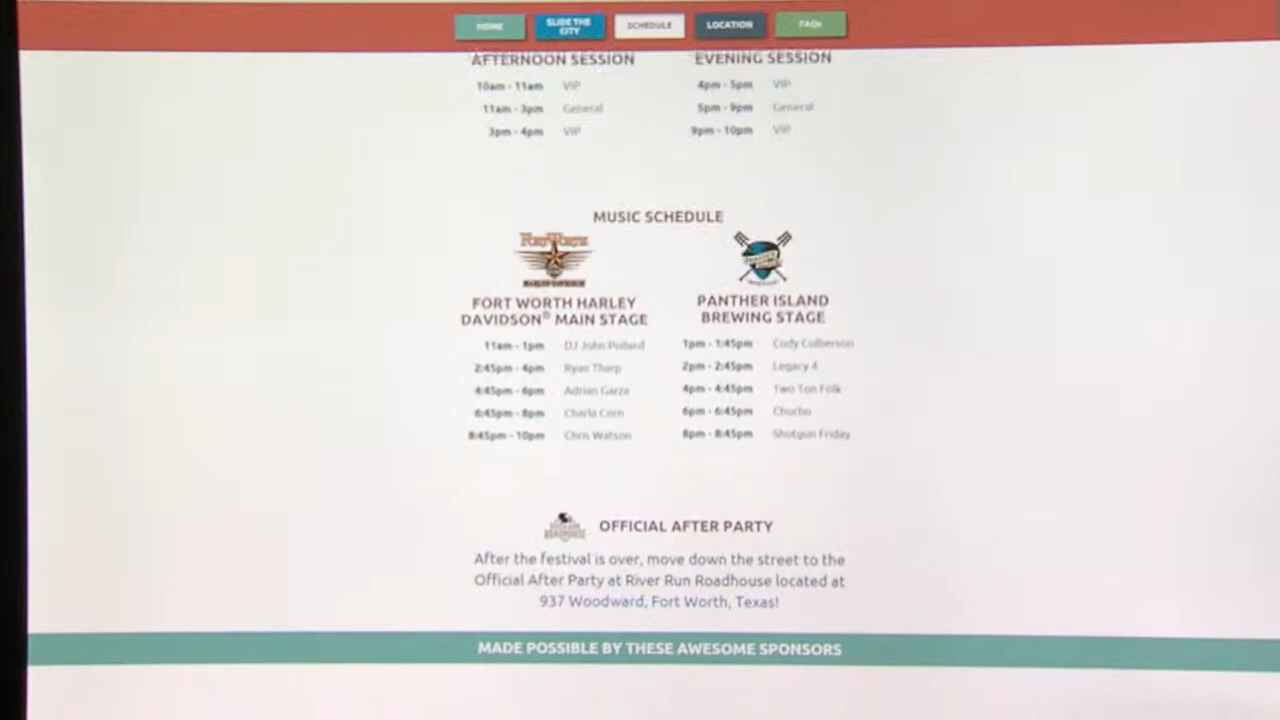 HOME
SLIDE THE
CITY
SCHEDULE
LOCATION
FAQs
AFTERNOON SESSION
10am - 11am VIP
11am - 3pm General
3pm - 4pm VIP
EVENING SESSION
4pm - 5pm VIP
5pm - 9pm General
9pm - 10pm VIP
MUSIC SCHEDULE
FORT WORTH
HARLEY-DAVIDSON
FORT WORTH HARLEY
DAVIDSON® MAIN STAGE
11am - 1pm DJ John Pollard
2:45pm - 4pm Ryan Tharp
4:45pm - 6pm Adrian Garza
6:45pm - 8pm Charla Corn
8:45pm - 10pm Chris Watson
PANTHER ISLAND
BREWING STAGE
1pm - 1:45pm Cody Culberson
2pm - 2:45pm Legacy 4
4pm - 4:45pm Two Ton Folk
6pm - 6:45pm Chucho
8pm - 8:45pm Shotgun Friday
OFFICIAL AFTER PARTY
After the festival is over, move down the street to the
Official After Party at River Run Roadhouse located at
937 Woodward, Fort Worth, Texas!
MADE POSSIBLE BY THESE AWESOME SPONSORS